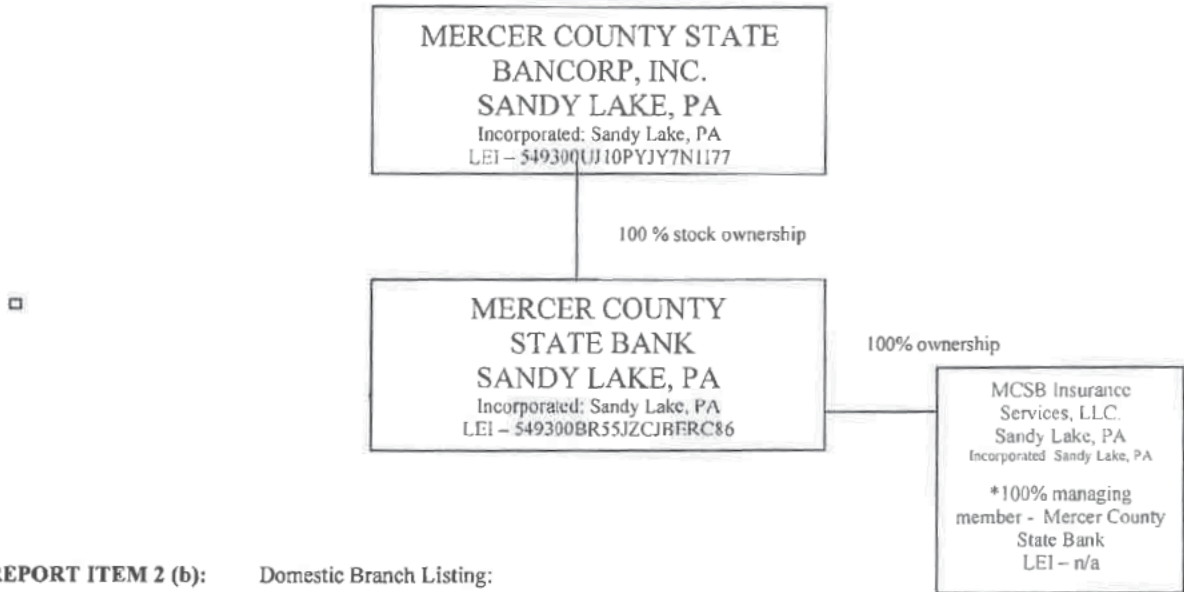 MERCER COUNTY STATE
BANCORP, INC.
SANDY LAKE, PA
Incorporated: Sandy Lake, PA
LEI – 549300UJ10PYJY7N1177
100 % stock ownership
MERCER COUNTY
STATE BANK
SANDY LAKE, PA
Incorporated: Sandy Lake, PA
LEI – 549300BR55JZCJBFRC86
100% ownership
MCSB Insurance
Services, LLC.
Sandy Lake, PA
Incorporated Sandy Lake, PA
*100% managing
member - Mercer County
State Bank
LEI – n/a
REPORT ITEM 2 (b): Domestic Branch Listing: